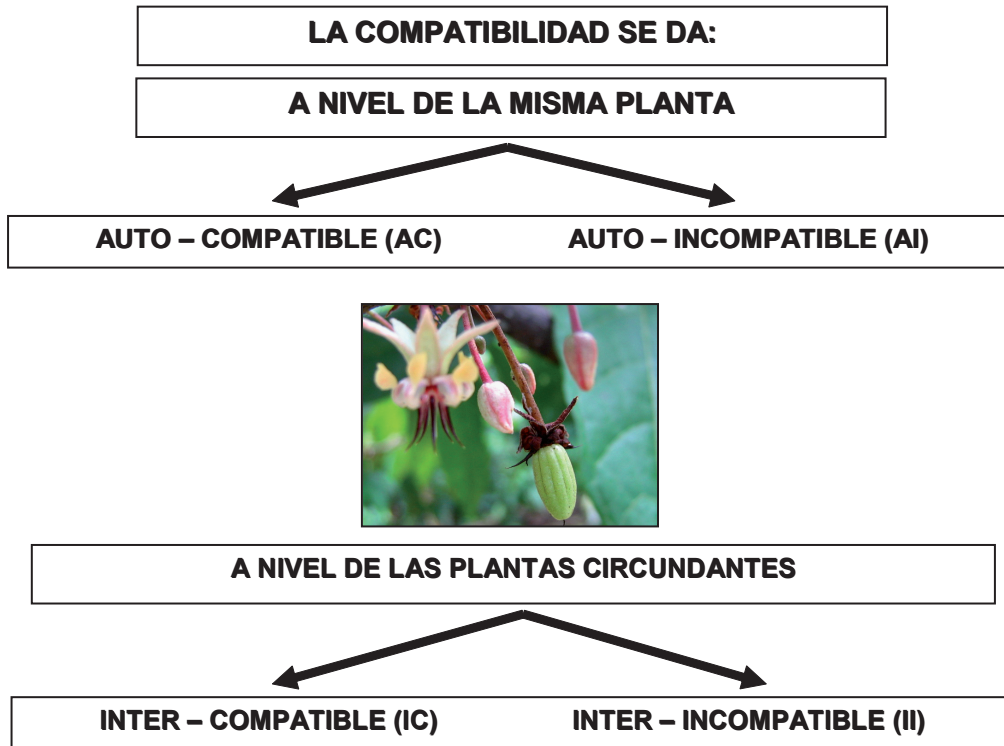 LA COMPATIBILIDAD SE DA:
A NIVEL DE LA MISMA PLANTA
AUTO – COMPATIBLE (AC) AUTO – INCOMPATIBLE (AI)
A NIVEL DE LAS PLANTAS CIRCUNDANTES
INTER – COMPATIBLE (IC) INTER – INCOMPATIBLE (II)